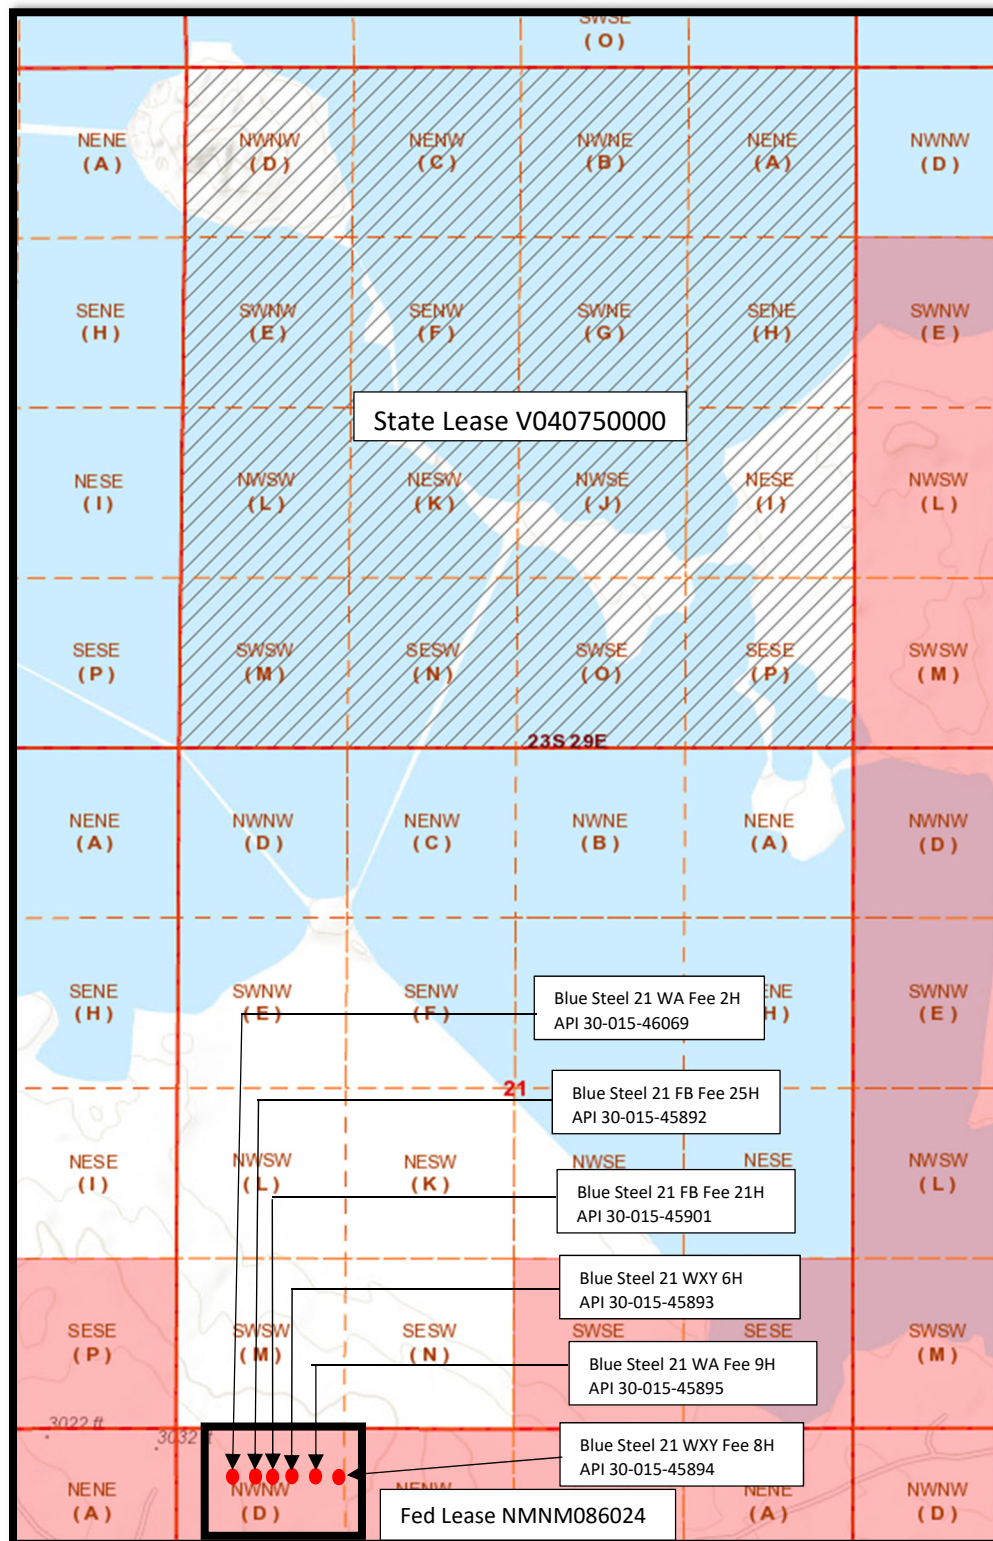 SWSE
(O)
NENE
(A)
NWNW
(D)
NENW
(C)
NWNE
(B)
NENE
(A)
NWNW
(D)
SENE
(H)
SWNW
(E)
SENW
(F)
SWNE
(G)
SENE
(H)
SWNW
(E)
State Lease V040750000
NESE
(I)
NWSW
(L)
NESW
(K)
NWSE
(J)
NESE
(I)
NWSW
(L)
SESE
(P)
SWSW
(M)
SESW
(N)
SWSE
(O)
SESE
(P)
SWSW
(M)
23S 29E
NENE
(A)
NWNW
(D)
NENW
(C)
NWNE
(B)
NENE
(A)
NWNW
(D)
SENE
(H)
SWNW
(E)
SENW
(F)
Blue Steel 21 WA Fee 2H
API 30-015-46069
ENE
H)
SWNW
(E)
21
Blue Steel 21 FB Fee 25H
API 30-015-45892
NESE
(I)
NWSW
(L)
NESW
(K)
NWSE
NESE
NWSW
(L)
Blue Steel 21 FB Fee 21H
API 30-015-45901
Blue Steel 21 WXY 6H
API 30-015-45893
SESE
(P)
SWSW
(M)
SESW
(N)
SWSE
SESE
SWSW
(M)
Blue Steel 21 WA Fee 9H
API 30-015-45895
3022 ft
3032 ft
Blue Steel 21 WXY Fee 8H
API 30-015-45894
NENE
(A)
NWNW
(D)
NENW
NENE
(A)
NWNW
(D)
Fed Lease NMNM086024